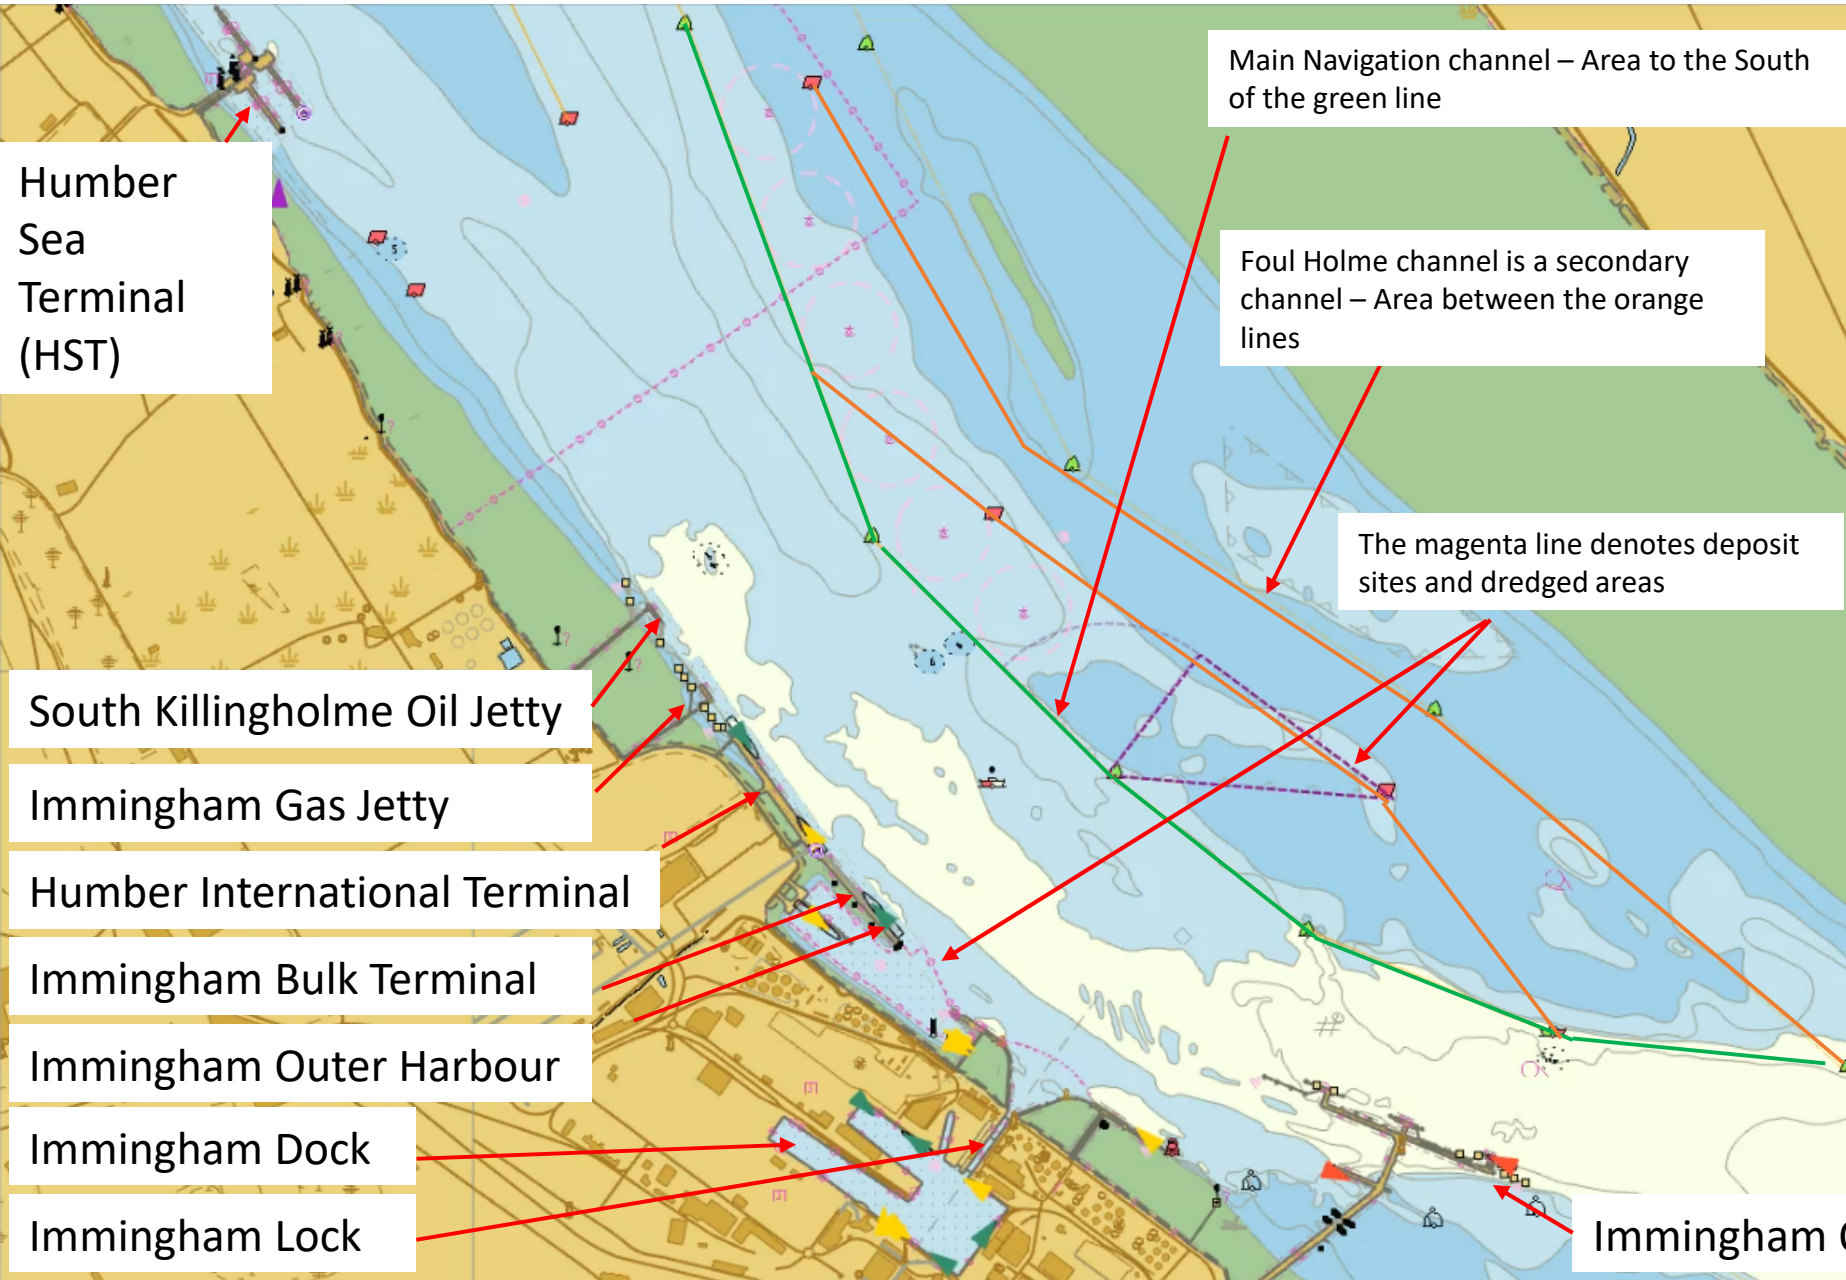 Main Navigation channel – Area to the South
of the green line
Humber
Sea
Terminal
(HST)
Foul Holme channel is a secondary
channel – Area between the orange
lines
The magenta line denotes deposit
sites and dredged areas
South Killingholme Oil Jetty
Immingham Gas Jetty
Humber International Terminal
Immingham Bulk Terminal
Immingham Outer Harbour
Immingham Dock
Immingham Lock
Immingham